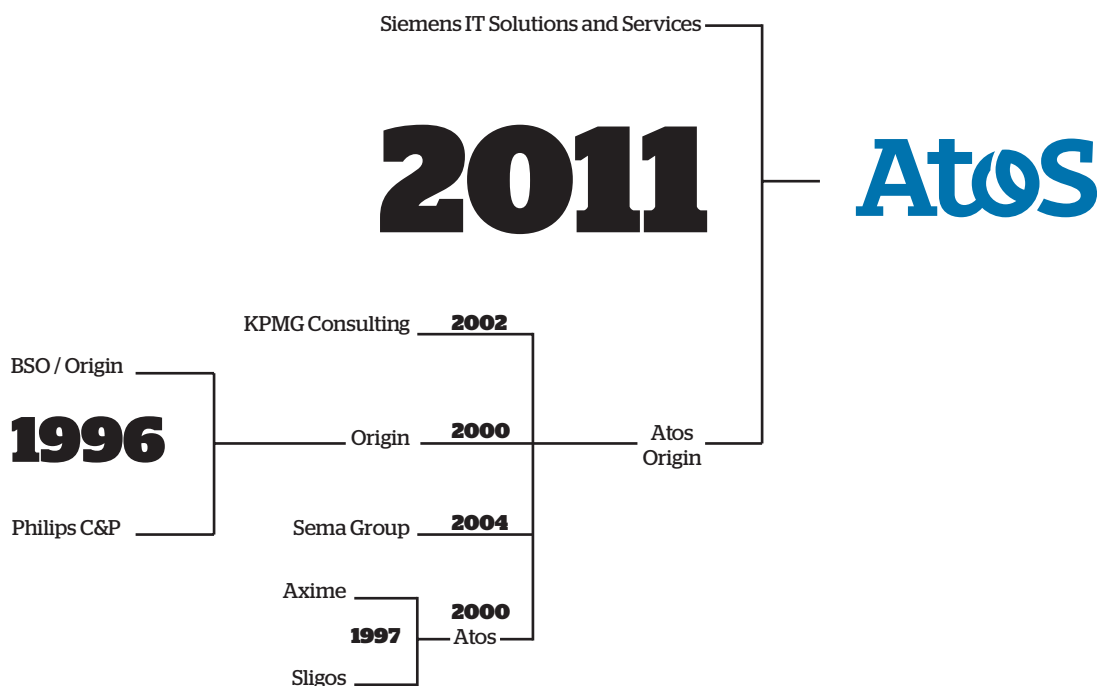 Siemens IT Solutions and Services
2011
Atos
KPMG Consulting
2002
BSO / Origin
1996
Origin
2000
Atos
Origin
Philips C&P
Sema Group
2004
Axime
2000
1997
Atos
Sligos